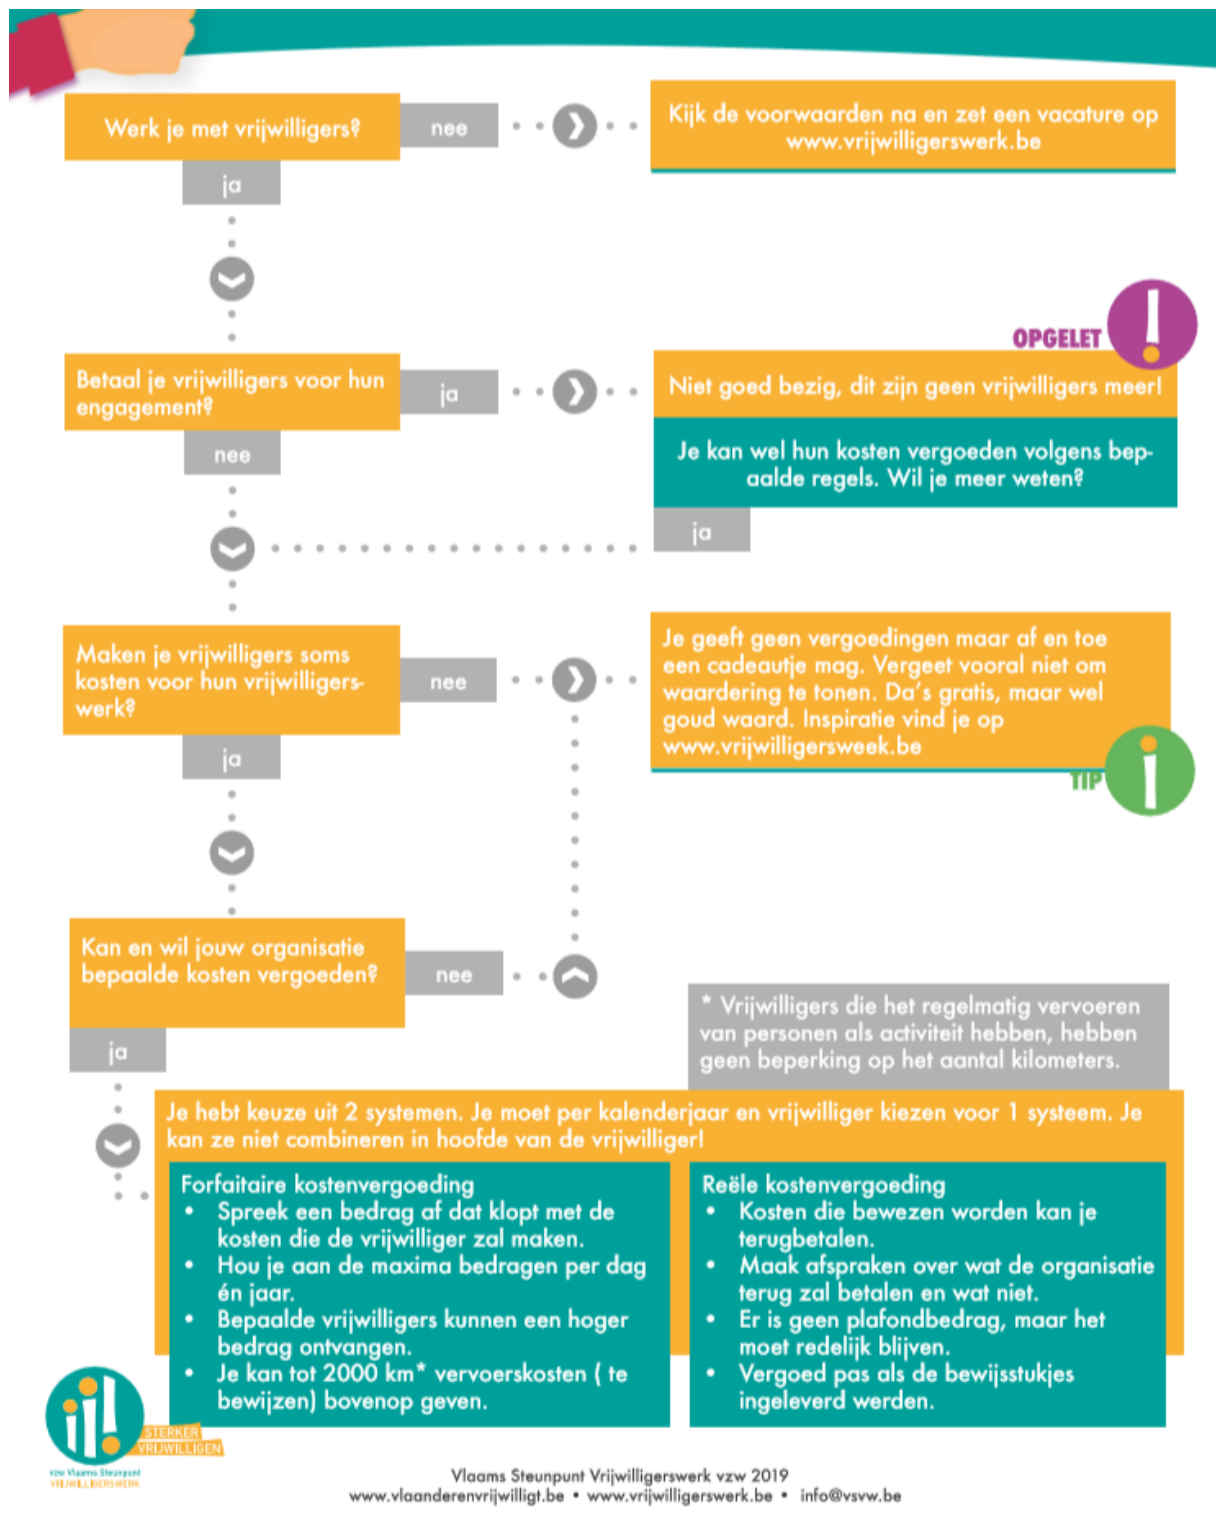 Werk je met vrijwilligers?
nee
Kijk de voorwaarden na en zet een vacature op
www.vrijwilligerswerk.be
ja
OPGELET
Betaal je vrijwilligers voor hun
engagement?
ja
Niet goed bezig, dit zijn geen vrijwilligers meer!
Je kan wel hun kosten vergoeden volgens bep-
aalde regels. Wil je meer weten?
nee
ja
Maken je vrijwilligers soms
kosten voor hun vrijwilligers-
werk?
nee
Je geeft geen vergoedingen maar af en toe
een cadeautje mag. Vergeet vooral niet om
waardering te tonen. Da's gratis, maar wel
goud waard. Inspiratie vind je op
www.vrijwilligersweek.be
TIP
ja
Kan en wil jouw organisatie
bepaalde kosten vergoeden?
nee
ja
* Vrijwilligers die het regelmatig vervoeren
van personen als activiteit hebben, hebben
geen beperking op het aantal kilometers.
Je hebt keuze uit 2 systemen. Je moet per kalenderjaar en vrijwilliger kiezen voor 1 systeem. Je
kan ze niet combineren in hoofde van de vrijwilliger!
Forfaitaire kostenvergoeding
• Spreek een bedrag af dat klopt met de
kosten die de vrijwilliger zal maken.
• Hou je aan de maxima bedragen per dag
én jaar.
• Bepaalde vrijwilligers kunnen een hoger
bedrag ontvangen.
• Je kan tot 2000 km* vervoerskosten ( te
bewijzen) bovenop geven.
Reële kostenvergoeding
• Kosten die bewezen worden kan je
terugbetalen.
• Maak afspraken over wat de organisatie
terug zal betalen en wat niet.
• Er is geen plafondbedrag, maar het
moet redelijk blijven.
• Vergoed pas als de bewijsstukjes
ingeleverd werden.
STERKER
VRIJWILLIGEN
vzw Vlaams Steunpunt
VRIJWILLIGERSWERK
Vlaams Steunpunt Vrijwilligerswerk vzw 2019
www.vlaanderenvrijwilligt.be • www.vrijwilligerswerk.be • info@vsvw.be